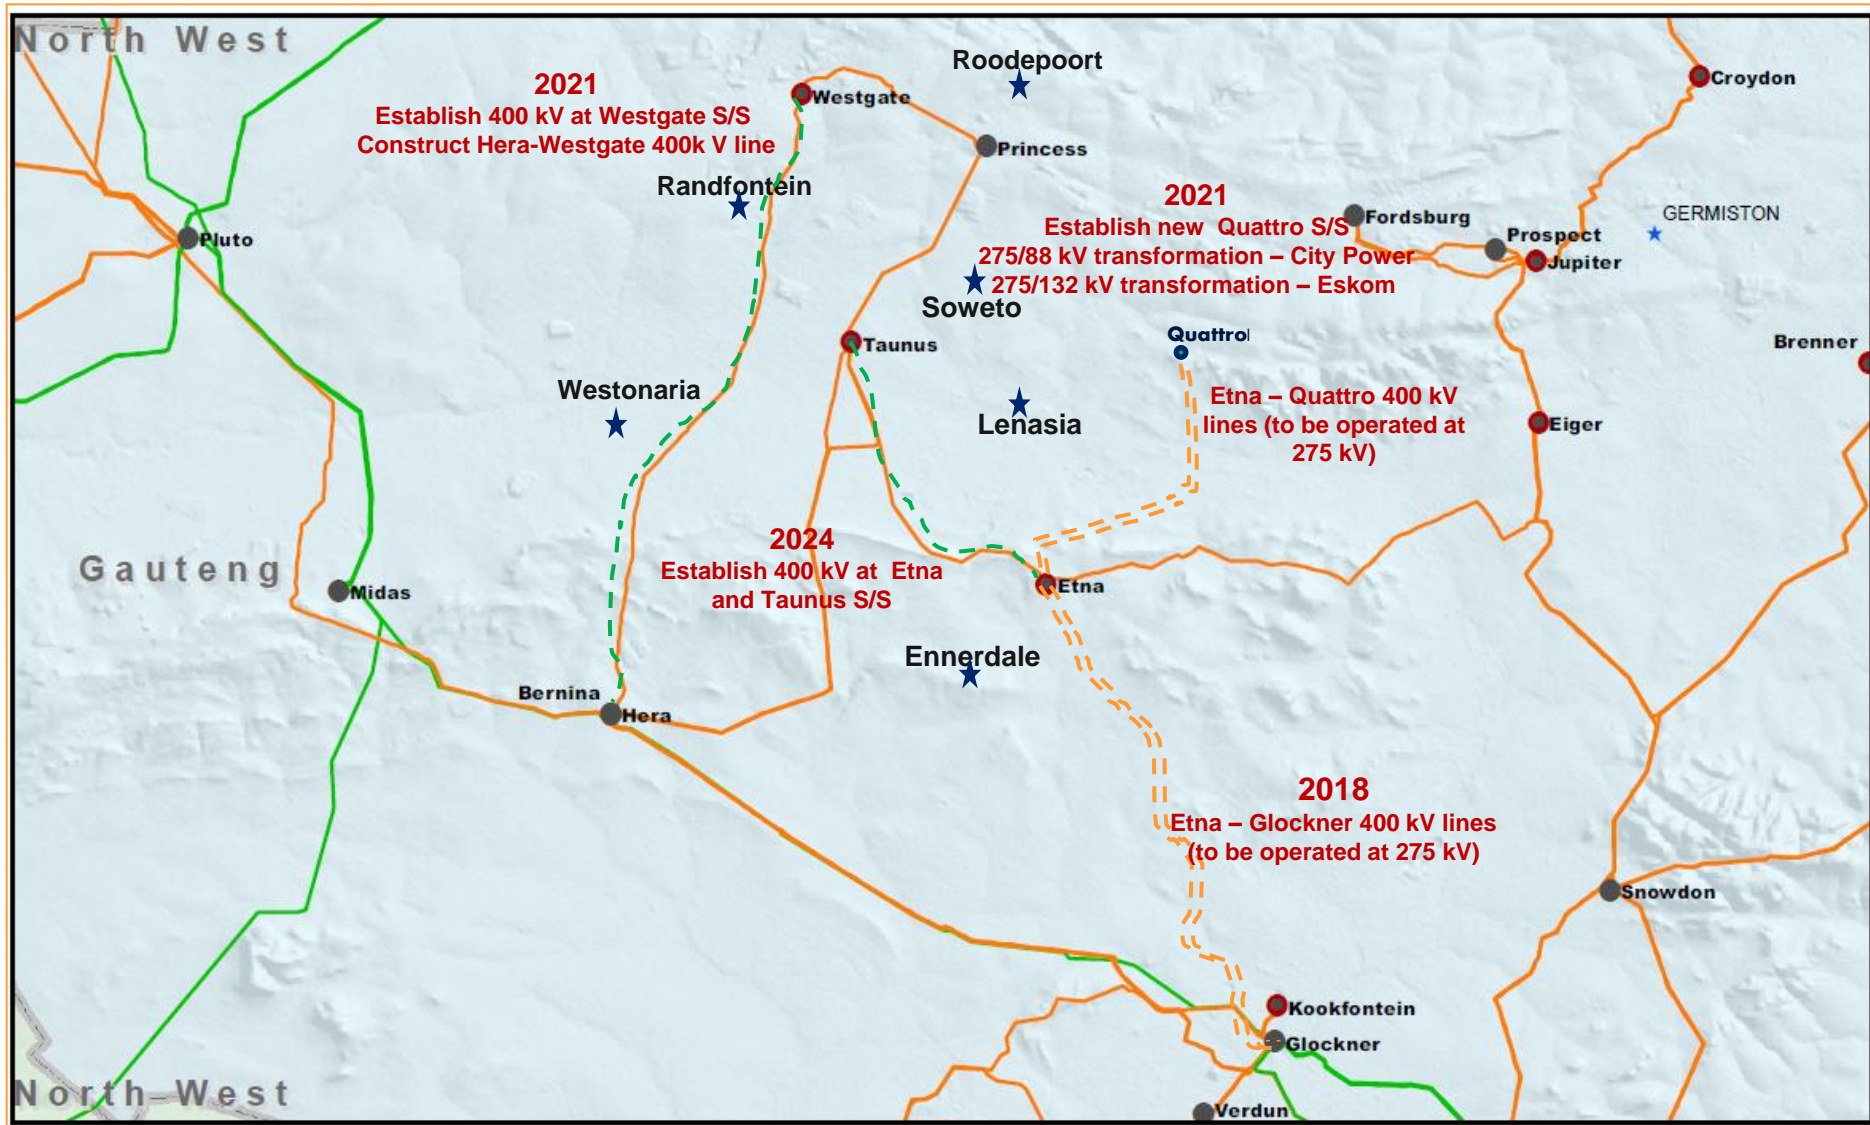 North West
Roodepoort
2021
Establish 400 kV at Westgate S/S
Construct Hera-Westgate 400k V line
Westgate
Croydon
Princess
Randfontein
2021
Establish new  Quattro S/S
275/88 kV transformation – City Power
275/132 kV transformation – Eskom
Fordsburg
GERMISTON
Prospect
Jupiter
Pluto
Soweto
Quattro
Taunus
Brenner
Westonaria
Lenasia
Etna – Quattro 400 kV
lines (to be operated at
275 kV)
Eiger
2024
Establish 400 kV at  Etna
and Taunus S/S
Gauteng
Midas
Etna
Ennerdale
Bernina
Hera
2018
Etna – Glockner 400 kV lines
(to be operated at 275 kV)
Snowdon
Kookfontein
Glockner
North West
Verdun